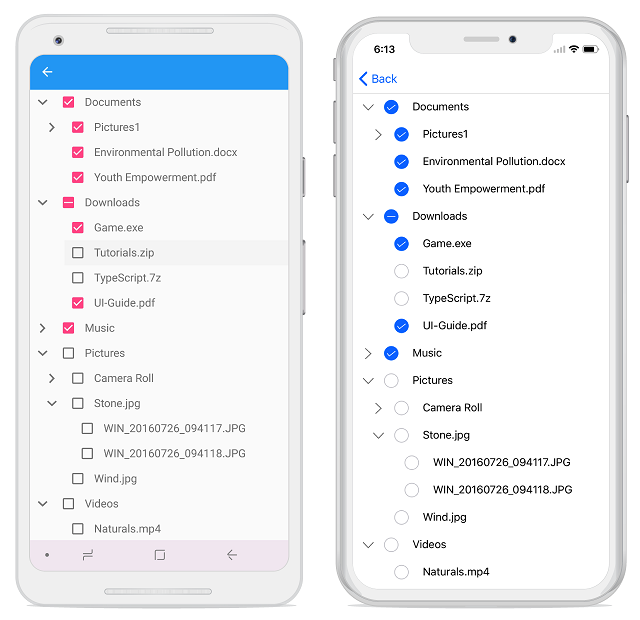 Documents
Pictures1
Environmental Pollution.docx
Youth Empowerment.pdf
Downloads
Game.exe
Tutorials.zip
TypeScript.7z
UI-Guide.pdf
Music
Pictures
Camera Roll
Stone.jpg
WIN_20160726_094117.JPG
WIN_20160726_094118.JPG
Wind.jpg
Videos
Naturals.mp4
6:13
Back
Documents
Pictures1
Environmental Pollution.docx
Youth Empowerment.pdf
Downloads
Game.exe
Tutorials.zip
TypeScript.7z
UI-Guide.pdf
Music
Pictures
Camera Roll
Stone.jpg
WIN_20160726_094117.JPG
WIN_20160726_094118.JPG
Wind.jpg
Videos
Naturals.mp4